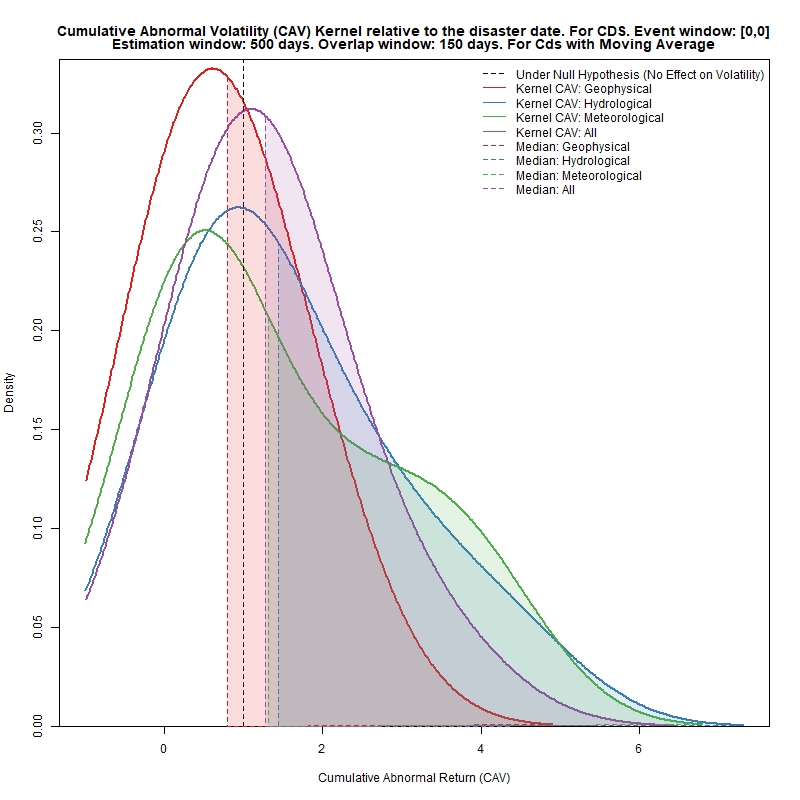 Cumulative Abnormal Volatility (CAV) Kernel relative to the disaster date. For CDS. Event window: [0,0]
Estimation window: 500 days. Overlap window: 150 days. For Cds with Moving Average
Under Null Hypothesis (No Effect on Volatility)
Kernel CAV: Geophysical
Kernel CAV: Hydrological
Kernel CAV: Meteorological
Kernel CAV: All
Median: Geophysical
Median: Hydrological
Median: Meteorological
Median: All
0.30
0.25
0.20
0.15
0.10
0.05
0.00
Density
0 2 4 6
Cumulative Abnormal Return (CAV)